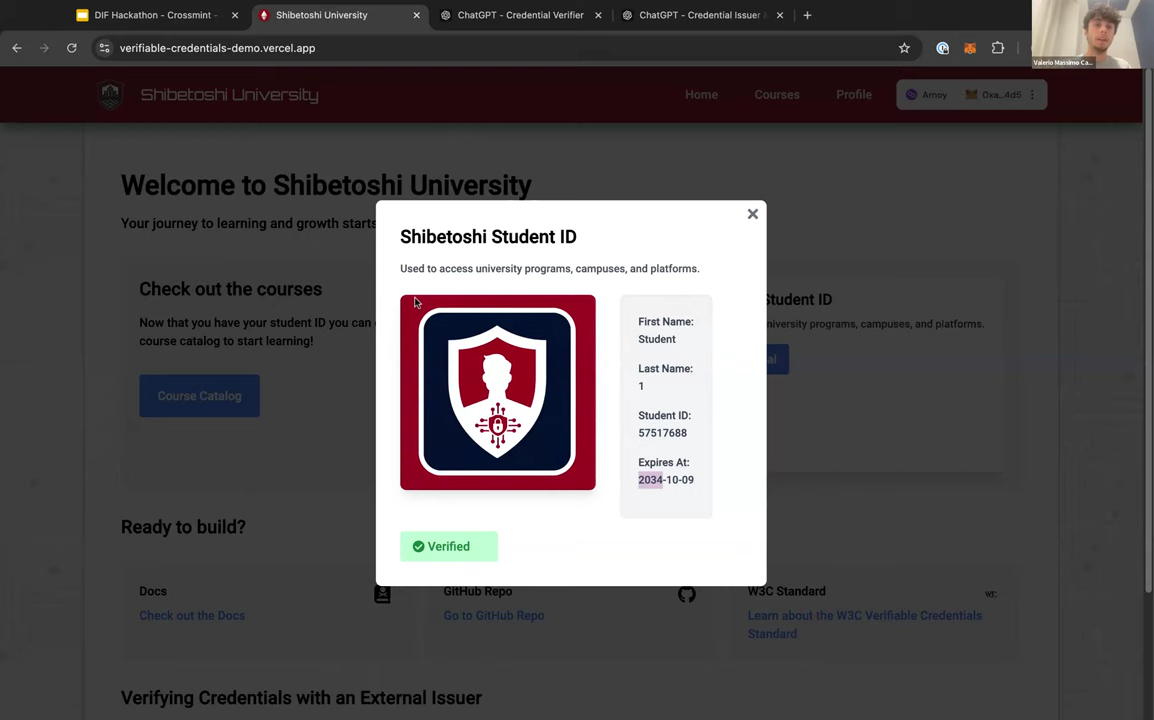 DIF Hackathon - Crossmint -
Shibetoshi University
ChatGPT - Credential Verifier
ChatGPT - Credential Issuer
verifiable-credentials-demo.vercel.app
Valerio Massimo Ca...
Shibetoshi University
Home
Courses
Profile
Amoy
0xa...4d5
Welcome to Shibetoshi University
Your journey to learning and growth starts
Check out the courses
Now that you have your student ID you can
course catalog to start learning!
Course Catalog
Student ID
university programs, campuses, and platforms.
Shibetoshi Student ID
Used to access university programs, campuses, and platforms.
First Name:
Student
Last Name:
1
Student ID:
57517688
Expires At:
2034-10-09
Verified
Ready to build?
Docs
Check out the Docs
GitHub Repo
Go to GitHub Repo
W3C Standard
Learn about the W3C Verifiable Credentials
Standard
Verifying Credentials with an External Issuer